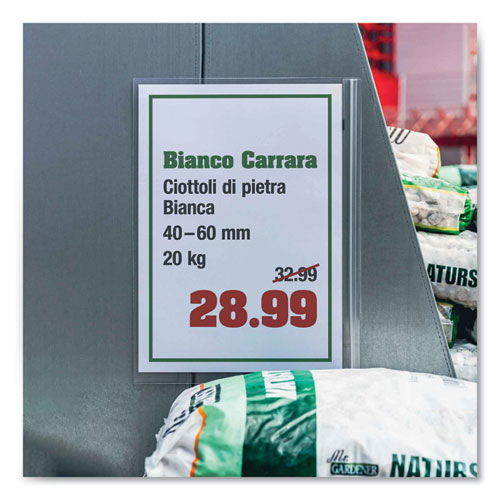 Bianco Carrara
Ciottoli di pietra
Bianca
40–60 mm
20 kg
32.99
28.99
NATURS
Mr.
GARDENER
NATURS